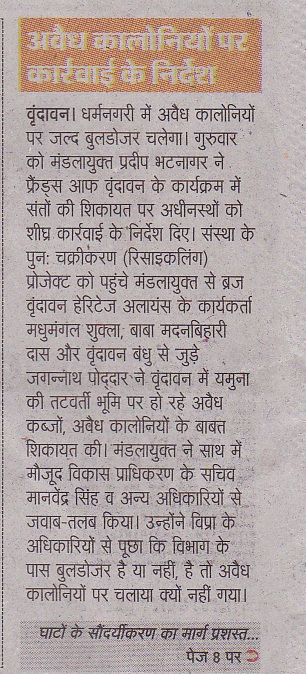 अवैध कालोनियों पर
कार्रवाई के निर्देश
वृंदावन। धर्मनगरी में अवैध कालोनियों
पर जल्द बुलडोजर चलेगा। गुरुवार
को मंडलायुक्त प्रदीप भटनागर ने
फ्रैंड्स आफ वृंदावन के कार्यक्रम में
संतों की शिकायत पर अधीनस्थों को
शीघ्र कार्रवाई के निर्देश दिए। संस्था के
पुन: चक्रीकरण (रिसाइकलिंग)
प्रोजेक्ट को पहुंचे मंडलायुक्त से ब्रज
वृंदावन हेरिटेज अलायंस के कार्यकर्ता
मधुमंगल शुक्ला, बाबा मदनबिहारी
दास और वृंदावन बंधु से जुड़े
जगन्नाथ पोद्दार ने वृंदावन में यमुना
की तटवर्ती भूमि पर हो रहे अवैध
कब्जों, अवैध कालोनियों के बाबत
शिकायत की। मंडलायुक्त ने साथ में
मौजूद विकास प्राधिकरण के सचिव
मानवेंद्र सिंह व अन्य अधिकारियों से
जवाब-तलब किया। उन्होंने विप्रा के
अधिकारियों से पूछा कि विभाग के
पास बुलडोजर है या नहीं, है तो अवैध
कालोनियों पर चलाया क्यों नहीं गया।
घाटों के सौंदर्यीकरण का मार्ग प्रशस्त...
पेज 8 पर